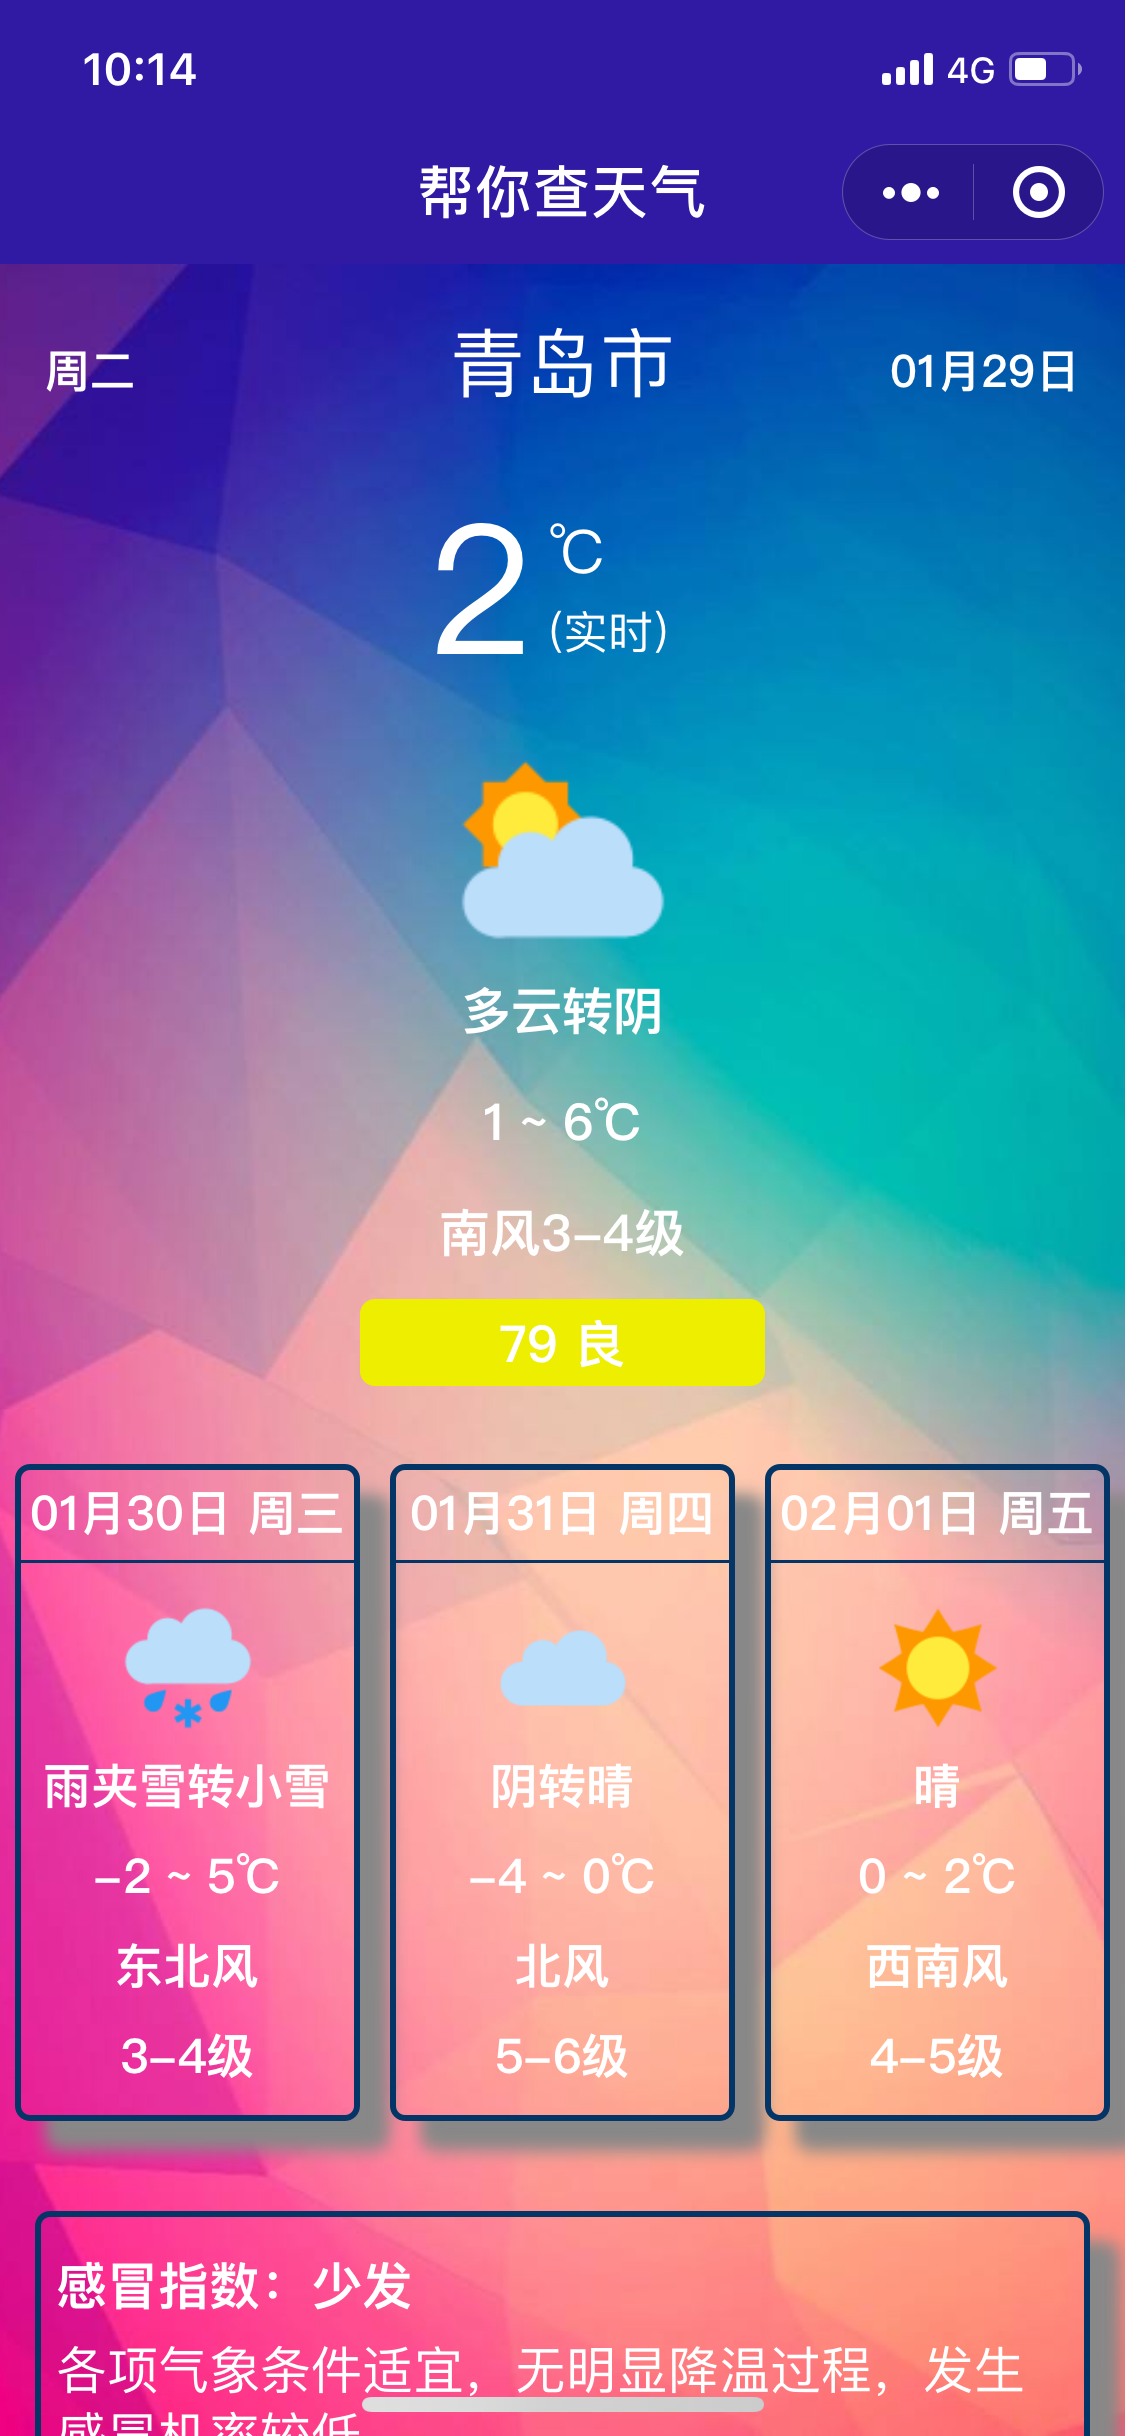 10:14 4G
帮你查天气
周二 青岛市 01月29日
2 ℃
(实时)
多云转阴
1 ~ 6℃
南风3-4级
79 良
01月30日 周三
雨夹雪转小雪
-2 ~ 5℃
东北风
3-4级
01月31日 周四
阴转晴
-4 ~ 0℃
北风
5-6级
02月01日 周五
晴
0 ~ 2℃
西南风
4-5级
感冒指数：少发
各项气象条件适宜，无明显降温过程，发生
感冒机率较低